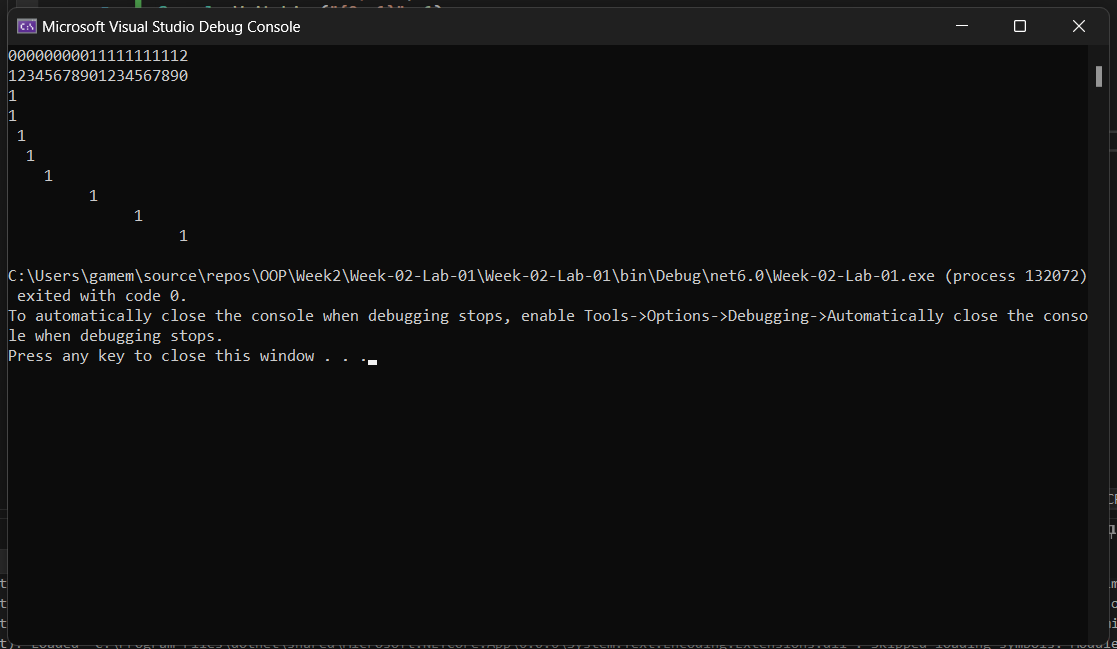 Microsoft Visual Studio Debug Console
00000000011111111112
12345678901234567890
1
1
 1
  1
    1
         1
              1
                   1
C:\Users\gamem\source\repos\OOP\Week2\Week-02-Lab-01\Week-02-Lab-01\bin\Debug\net6.0\Week-02-Lab-01.exe (process 132072)
 exited with code 0.
To automatically close the console when debugging stops, enable Tools->Options->Debugging->Automatically close the conso
le when debugging stops.
Press any key to close this window . . .